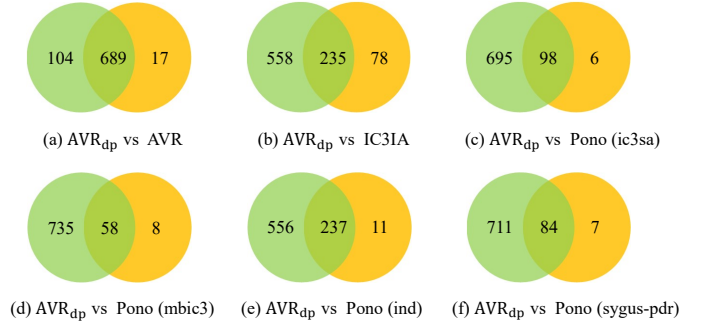 104 689 17 558 235 78 695 98 6
(a) AVRdp vs AVR (b) AVRdp vs IC3IA (c) AVRdp vs Pono (ic3sa)
735 58 8 556 237 11 711 84 7
(d) AVRdp vs Pono (mbic3) (e) AVRdp vs Pono (ind) (f) AVRdp vs Pono (sygus-pdr)